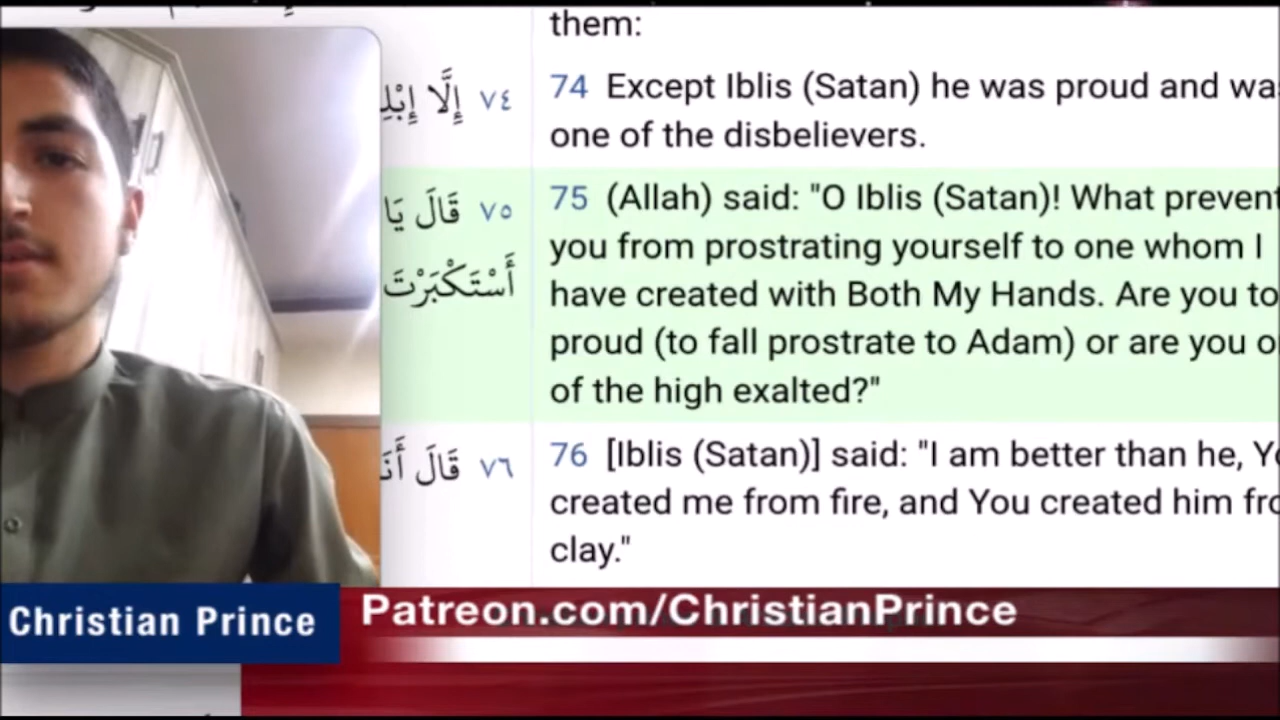 them:
إِلَّا إِبْلِ ٧٤
74 Except Iblis (Satan) he was proud and wa
one of the disbelievers.
قَالَ يَا ٧٥
أَسْتَكْبَرْتَ
75 (Allah) said: "O Iblis (Satan)! What prevent
you from prostrating yourself to one whom I
have created with Both My Hands. Are you to
proud (to fall prostrate to Adam) or are you o
of the high exalted?"
قَالَ أَنَ ٧٦
76 [Iblis (Satan)] said: "I am better than he, Yo
created me from fire, and You created him fro
clay."
Christian Prince
Patreon.com/ChristianPrince